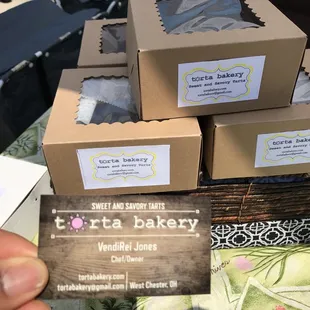 torta bakery
Sweet and Savory Tarts
torta bakery
Sweet and Savory Tarts
torta bakery
Sweet and Savory
SWEET AND SAVORY TARTS
torta bakery
VendiRei Jones
Chef/Owner
tortabakery.com
tortabakery@gmail.com West Chester, OH